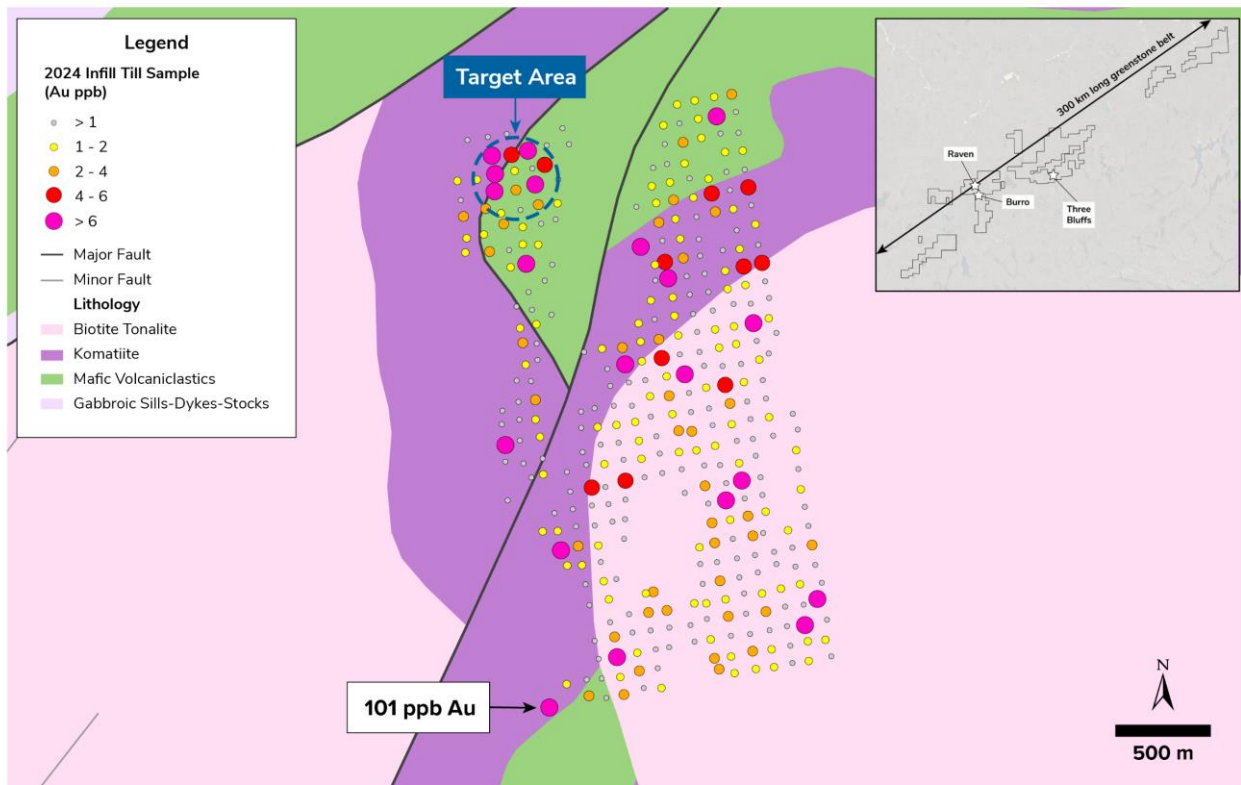 Legend
2024 Infill Till Sample
(Au ppb)
> 1
1 - 2
2 - 4
4 - 6
> 6
Major Fault
Minor Fault
Lithology
Biotite Tonalite
Komatiite
Mafic Volcaniclastics
Gabbroic Sills-Dykes-Stocks
Target Area
300 km long greenstone belt
Raven
Burro
Three
Bluffs
101 ppb Au
N
500 m